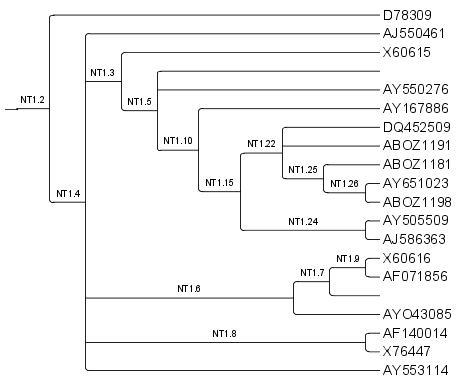 D78309
AJ550461
X60615
NT1.3
AY550276
NT1.2
NT1.5
AY167886
DQ452509
NT1.10
NT1.22
ABOZ1191
ABOZ1181
NT1.25
AY651023
NT1.26
NT1.15
NT1.4
ABOZ1198
AY505509
NT1.24
AJ586363
X60616
NT1.9
NT1.7
AF071856
NT1.6
AYO43085
AF140014
NT1.8
X76447
AY553114